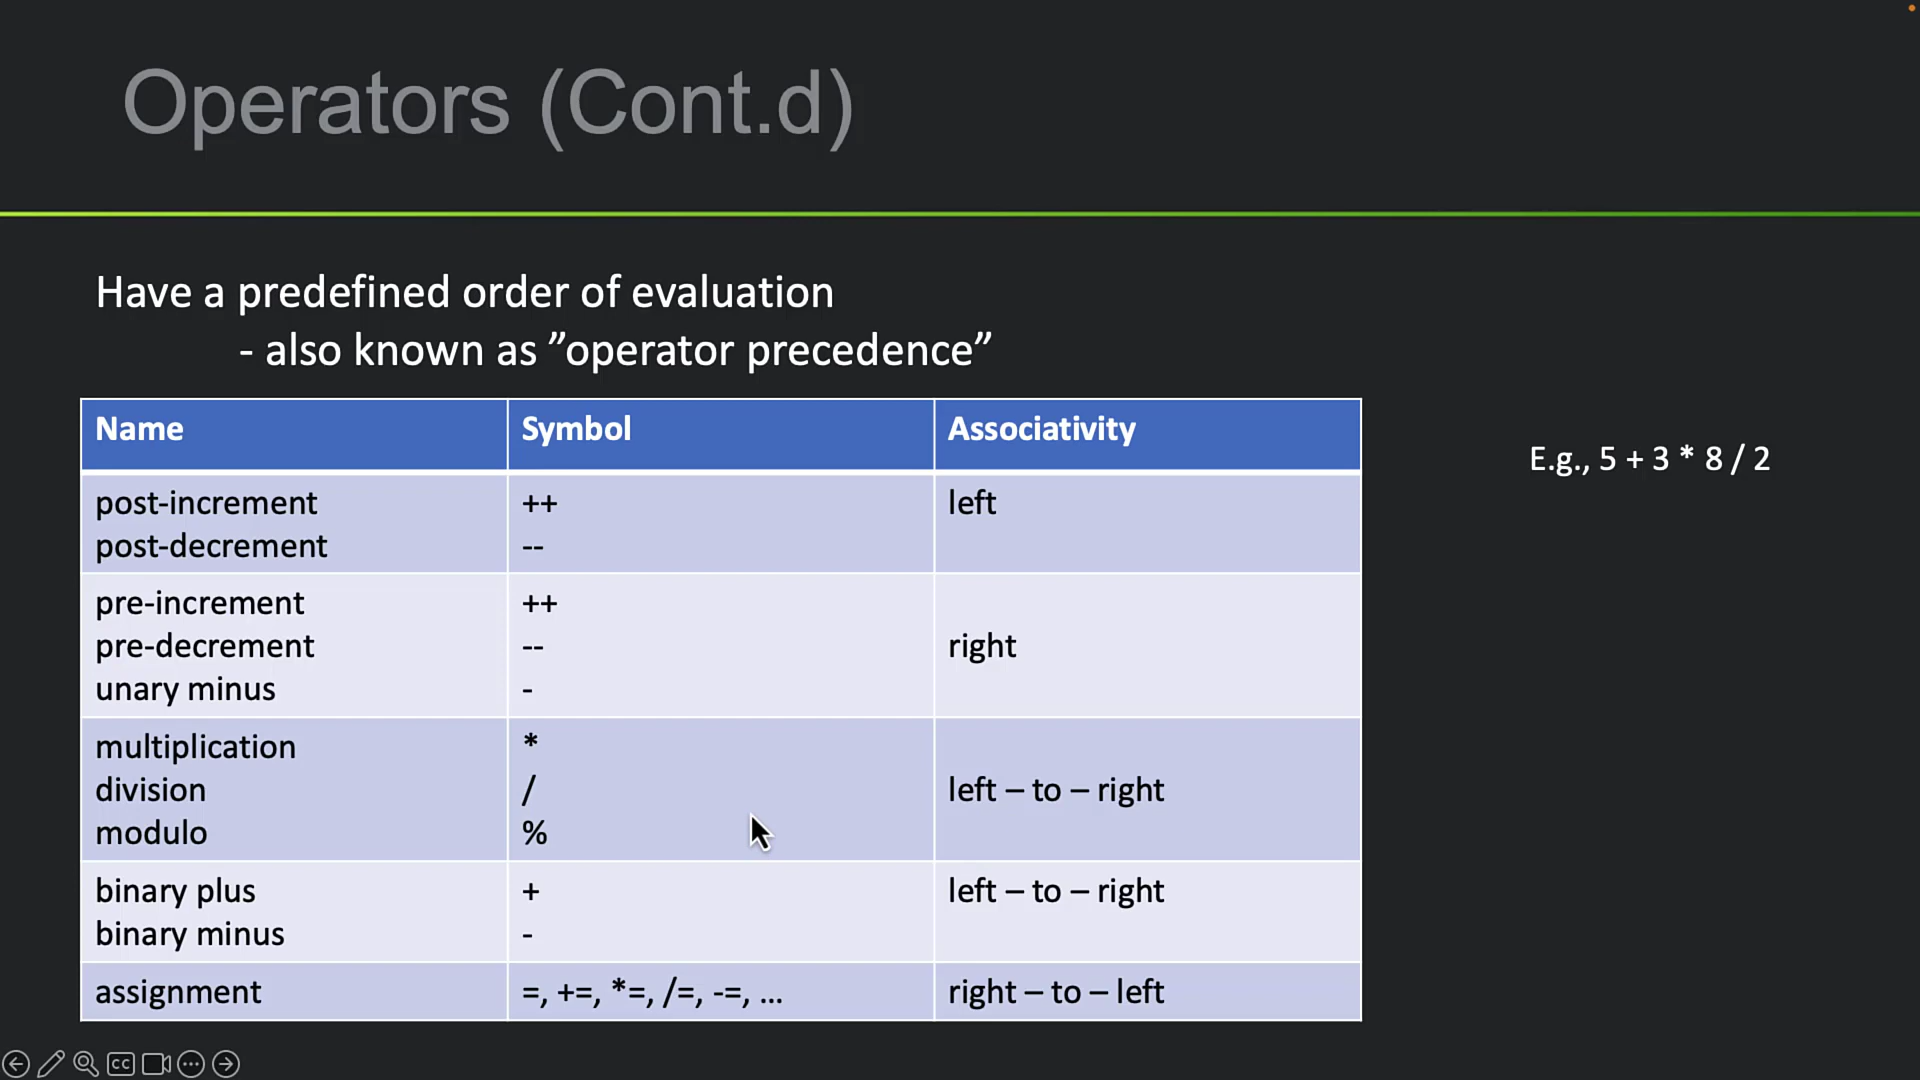 Operators (Cont.d)
Have a predefined order of evaluation
- also known as ”operator precedence”
Name Symbol Associativity
E.g., 5 + 3 * 8 / 2
post-increment ++ left
post-decrement --
pre-increment ++
pre-decrement -- right
unary minus -
multiplication *
division / left – to – right
modulo %
binary plus + left – to – right
binary minus -
assignment =, +=, *=, /=, -=, ... right – to – left
CC